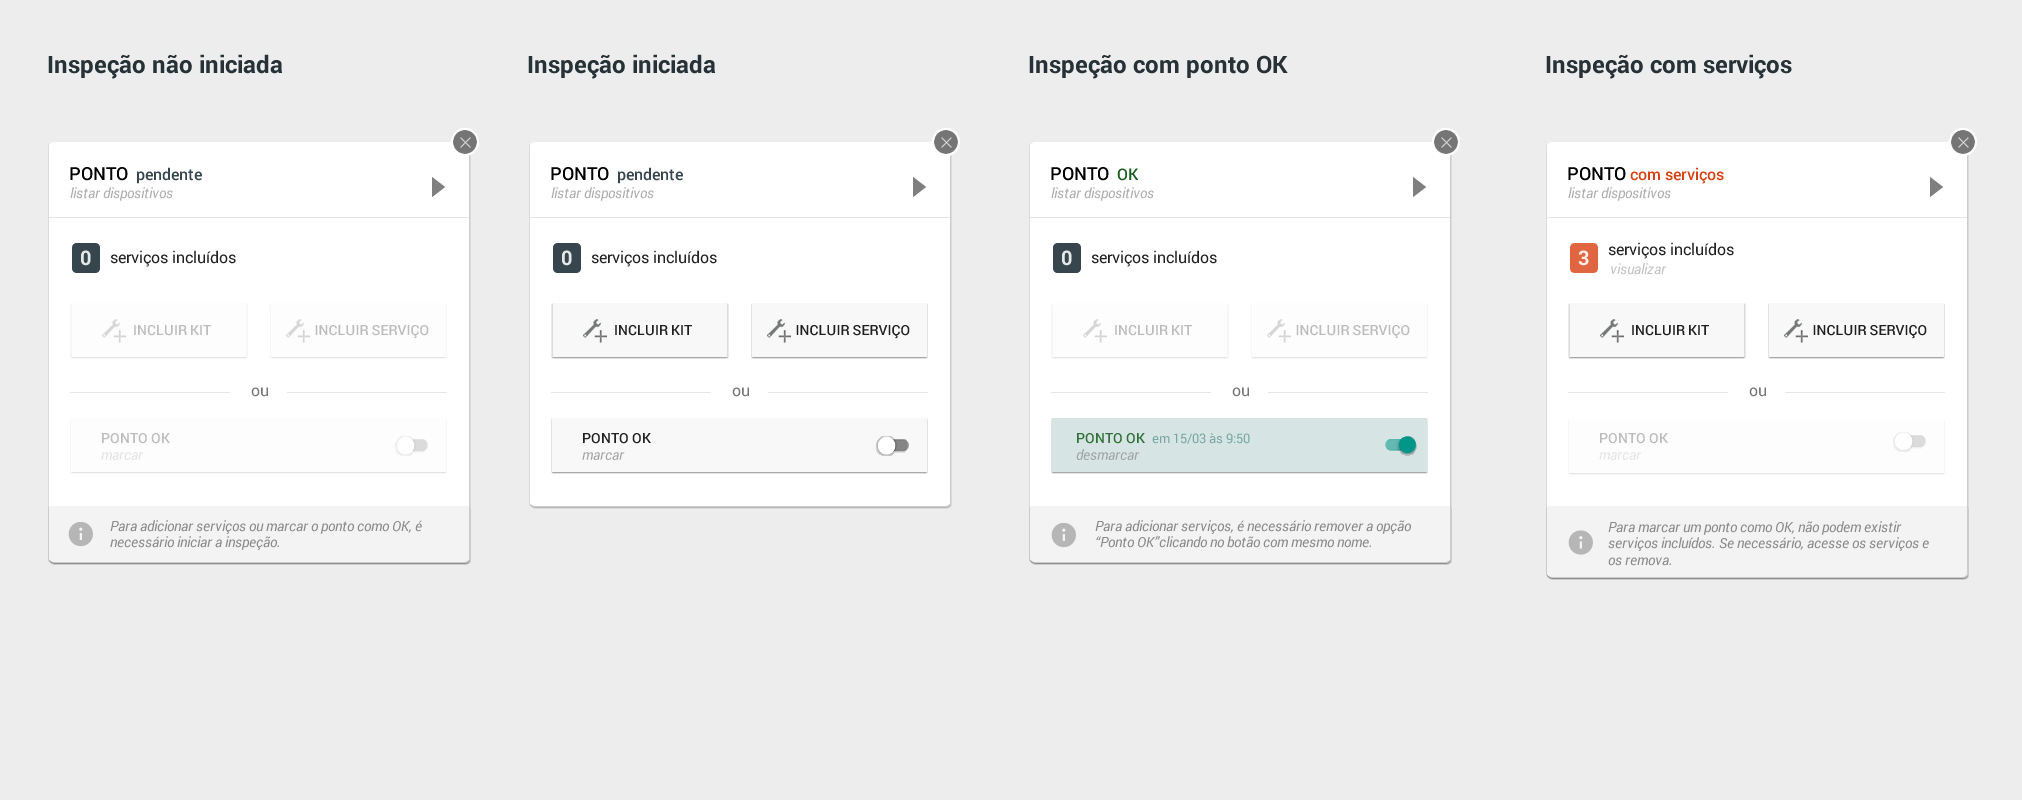 Inspeção não iniciada
PONTO pendente
listar dispositivos
0 serviços incluídos
INCLUIR KIT INCLUIR SERVIÇO
ou
PONTO OK
marcar
Para adicionar serviços ou marcar o ponto como OK, é
necessário iniciar a inspeção.
Inspeção iniciada
PONTO pendente
listar dispositivos
0 serviços incluídos
INCLUIR KIT INCLUIR SERVIÇO
ou
PONTO OK
marcar
Inspeção com ponto OK
PONTO OK
listar dispositivos
0 serviços incluídos
INCLUIR KIT INCLUIR SERVIÇO
ou
PONTO OK em 15/03 às 9:50
desmarcar
Para adicionar serviços, é necessário remover a opção
“Ponto OK”clicando no botão com mesmo nome.
Inspeção com serviços
PONTO com serviços
listar dispositivos
3 serviços incluídos
visualizar
INCLUIR KIT INCLUIR SERVIÇO
ou
PONTO OK
marcar
Para marcar um ponto como OK, não podem existir
serviços incluídos. Se necessário, acesse os serviços e
os remova.